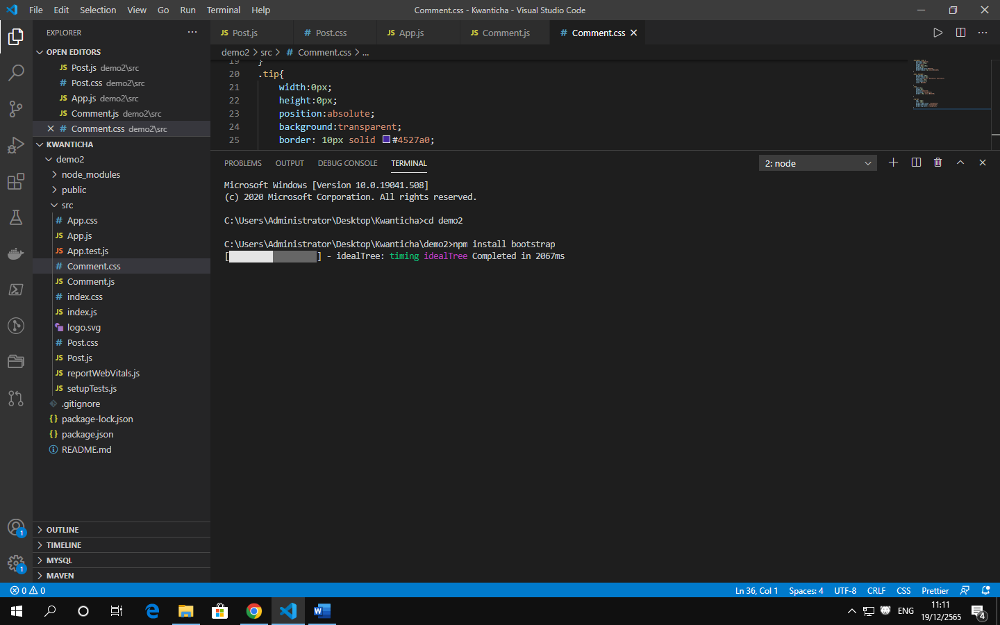 File Edit Selection View Go Run Terminal Help
Comment.css - Kwanticha - Visual Studio Code
EXPLORER
OPEN EDITORS
JS Post.js demo2\src
# Post.css demo2\src
JS App.js demo2\src
JS Comment.js demo2\src
# Comment.css demo2\src
KWANTICHA
demo2
node_modules
public
src
# App.css
JS App.js
JS App.test.js
# Comment.css
JS Comment.js
# index.css
JS index.js
logo.svg
# Post.css
JS Post.js
JS reportWebVitals.js
JS setupTests.js
.gitignore
{} package-lock.json
{} package.json
README.md
OUTLINE
TIMELINE
MYSQL
MAVEN
JS Post.js # Post.css JS App.js JS Comment.js # Comment.css
demo2 > src > # Comment.css > ...
19 }
20 .tip{
21 width:0px;
22 height:0px;
23 position:absolute;
24 background:transparent;
25 border: 10px solid #4527a0;
PROBLEMS OUTPUT DEBUG CONSOLE TERMINAL 2: node
Microsoft Windows [Version 10.0.19041.508]
(c) 2020 Microsoft Corporation. All rights reserved.
C:\Users\Administrator\Desktop\Kwanticha>cd demo2
C:\Users\Administrator\Desktop\Kwanticha\demo2>npm install bootstrap
[ ] - idealTree: timing idealTree Completed in 2067ms
1
1
0 0 Ln 36, Col 1 Spaces: 4 UTF-8 CRLF CSS Prettier
ENG
11:11
19/12/2565
4